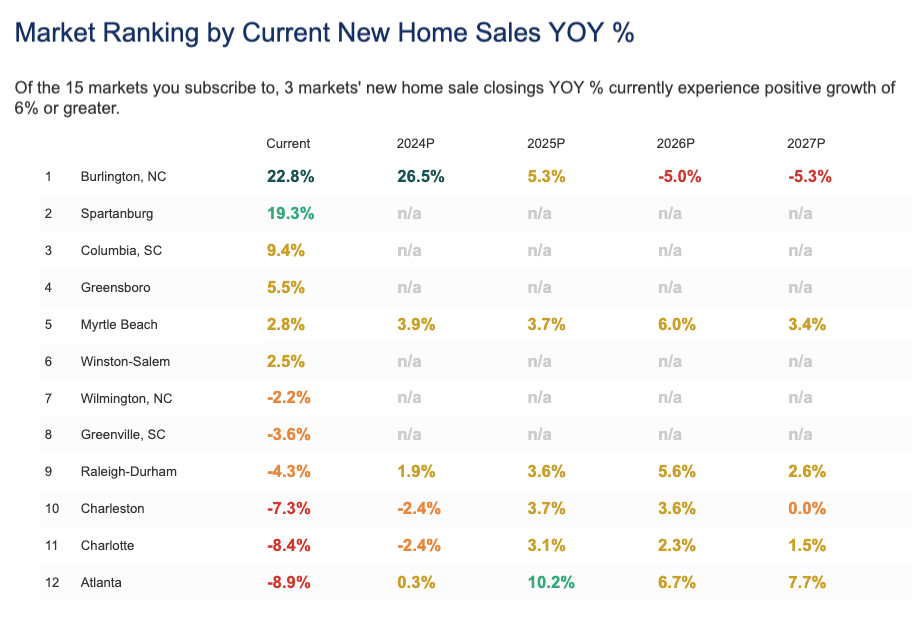 Market Ranking by Current New Home Sales YOY %
Of the 15 markets you subscribe to, 3 markets' new home sale closings YOY % currently experience positive growth of
6% or greater.
Current 2024P 2025P 2026P 2027P
1 Burlington, NC 22.8% 26.5% 5.3% -5.0% -5.3%
2 Spartanburg 19.3% n/a n/a n/a n/a
3 Columbia, SC 9.4% n/a n/a n/a n/a
4 Greensboro 5.5% n/a n/a n/a n/a
5 Myrtle Beach 2.8% 3.9% 3.7% 6.0% 3.4%
6 Winston-Salem 2.5% n/a n/a n/a n/a
7 Wilmington, NC -2.2% n/a n/a n/a n/a
8 Greenville, SC -3.6% n/a n/a n/a n/a
9 Raleigh-Durham -4.3% 1.9% 3.6% 5.6% 2.6%
10 Charleston -7.3% -2.4% 3.7% 3.6% 0.0%
11 Charlotte -8.4% -2.4% 3.1% 2.3% 1.5%
12 Atlanta -8.9% 0.3% 10.2% 6.7% 7.7%